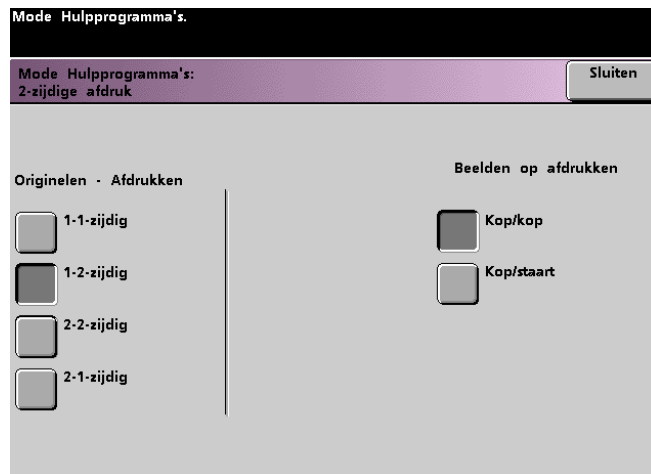 Mode Hulpprogramma's.
Mode Hulpprogramma's:
2-zijdige afdruk
Sluiten
Originelen - Afdrukken
1-1-zijdig
1-2-zijdig
2-2-zijdig
2-1-zijdig
Beelden op afdrukken
Kop/kop
Kop/staart